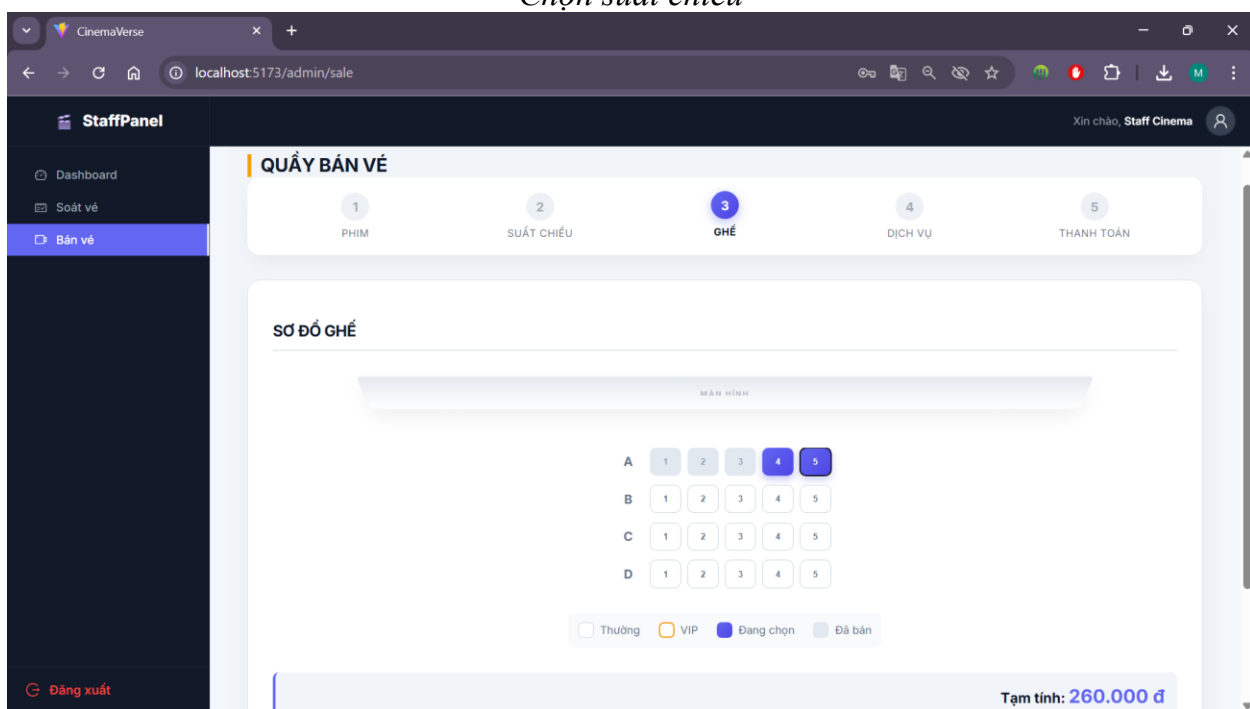 Chọn suất chiếu
CinemaVerse
localhost:5173/admin/sale
M
StaffPanel
Xin chào, Staff Cinema
Dashboard
Soát vé
Bán vé
QUẦY BÁN VÉ
1 2 3 4 5
PHIM SUẤT CHIẾU GHẾ DỊCH VỤ THANH TOÁN
SƠ ĐỒ GHẾ
MÀN HÌNH
A 1 2 3 4 5
B 1 2 3 4 5
C 1 2 3 4 5
D 1 2 3 4 5
Thường VIP Đang chọn Đã bán
Đăng xuất
Tạm tính: 260.000 đ